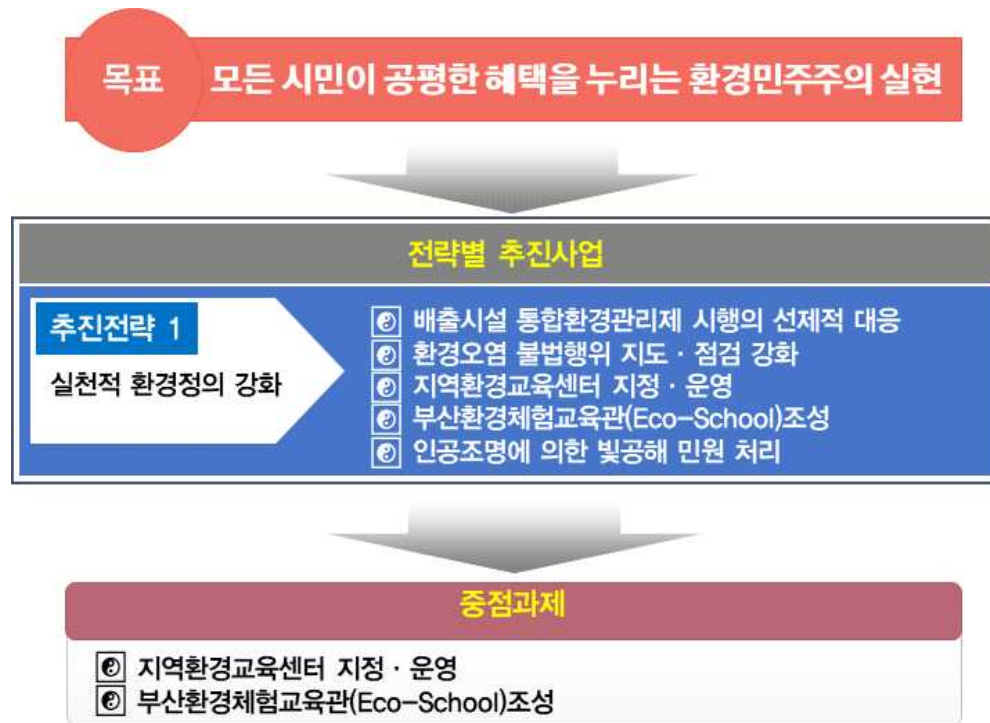 목표 모든 시민이 공평한 혜택을 누리는 환경민주주의 실현
전략별 추진사업
추진전략 1
실천적 환경정의 강화
배출시설 통합환경관리제 시행의 선제적 대응
환경오염 불법행위 지도 · 점검 강화
지역환경교육센터 지정 · 운영
부산환경체험교육관(Eco-School)조성
인공조명에 의한 빛공해 민원 처리
중점과제
지역환경교육센터 지정 · 운영
부산환경체험교육관(Eco-School)조성